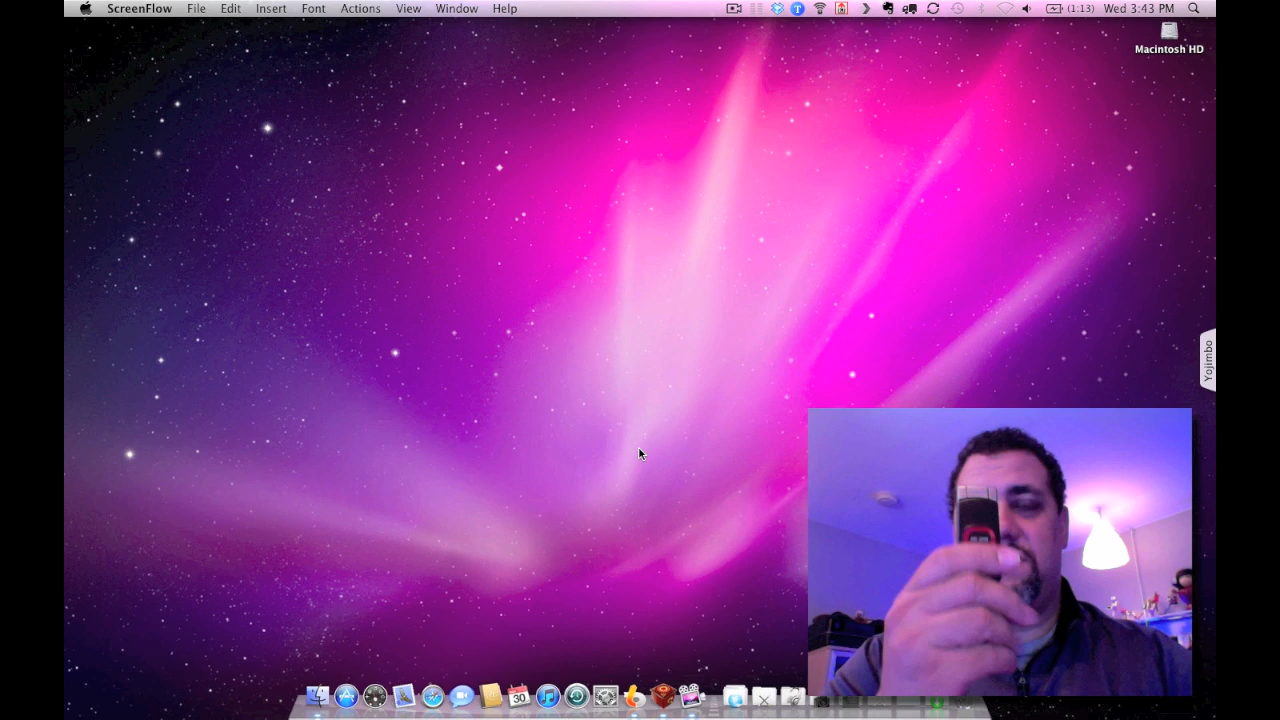 ScreenFlow File Edit Insert Font Actions View Window Help (1:13) Wed 3:43 PM
Macintosh HD
Yojimbo
30